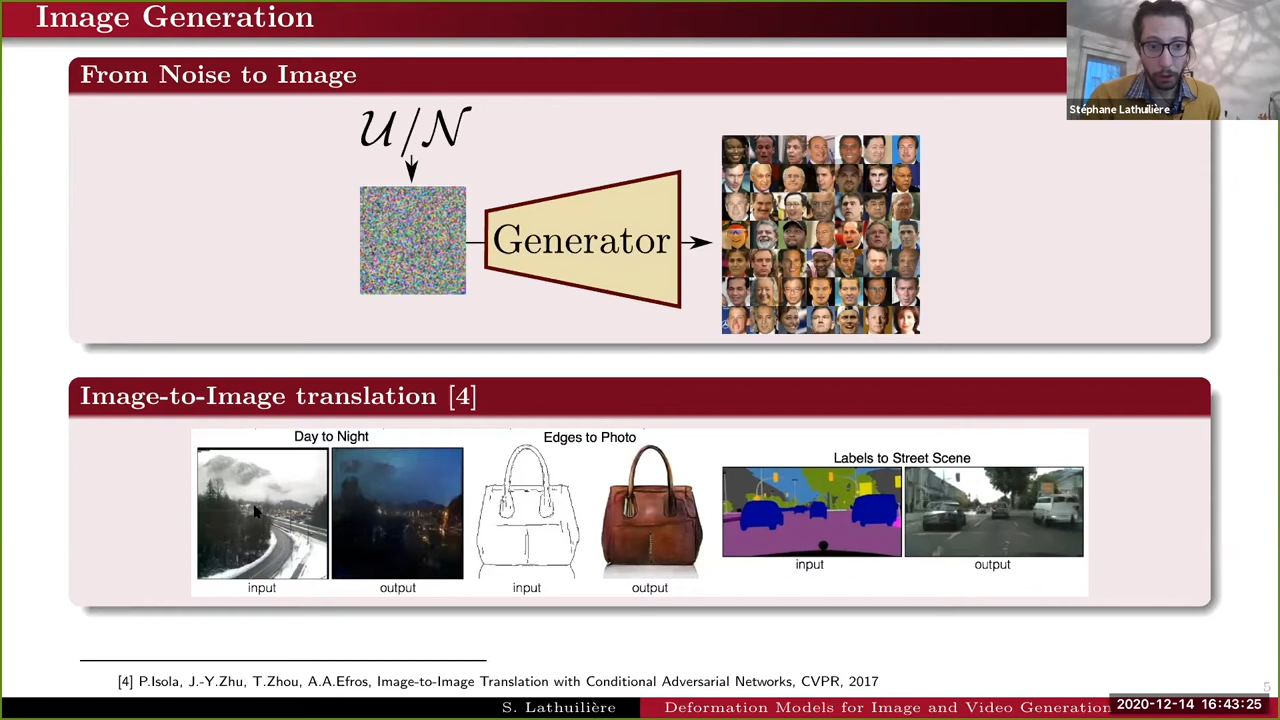 Image Generation
Stéphane Lathuilière
From Noise to Image
U/N
Generator
Image-to-Image translation [4]
Day to Night
Edges to Photo
Labels to Street Scene
input
output
input
output
input
output
[4] P.Isola, J.-Y.Zhu, T.Zhou, A.A.Efros, Image-to-Image Translation with Conditional Adversarial Networks, CVPR, 2017
5
S. Lathuilière
Deformation Models for Image and Video Generation
2020-12-14 16:43:25